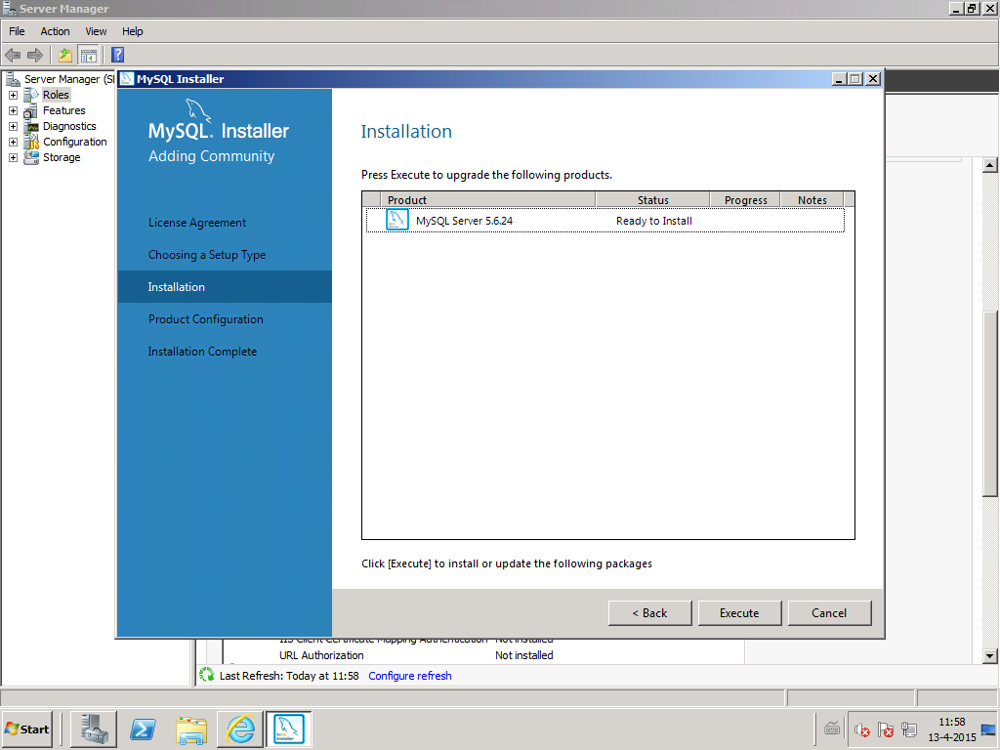 Server Manager
File Action View Help
Server Manager (S
Roles
Features
Diagnostics
Configuration
Storage
MySQL Installer
MySQL. Installer
Adding Community
License Agreement
Choosing a Setup Type
Installation
Product Configuration
Installation Complete
Installation
Press Execute to upgrade the following products.
Product Status Progress Notes
MySQL Server 5.6.24 Ready to Install
Click [Execute] to install or update the following packages
< Back Execute Cancel
IIS Client Certificate Mapping Authentication Not installed
URL Authorization Not installed
Last Refresh: Today at 11:58 Configure refresh
Start
11:58
13-4-2015